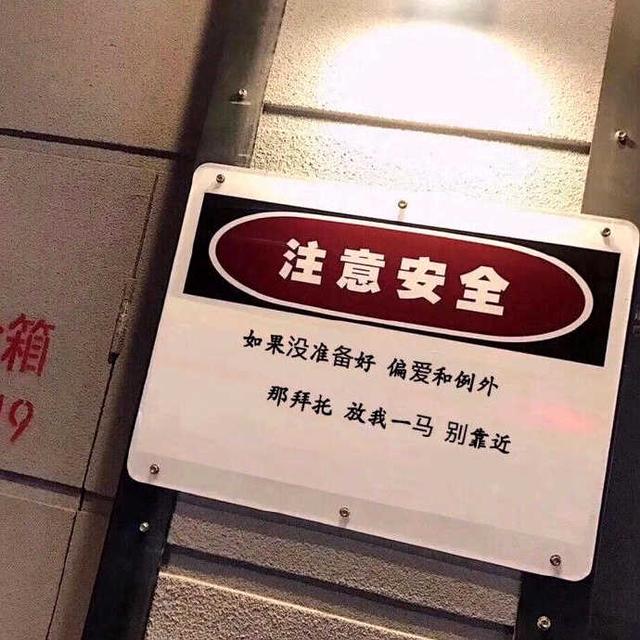 注意安全
如果没准备好 偏爱和例外
那拜托 放我一马 别靠近
箱
19